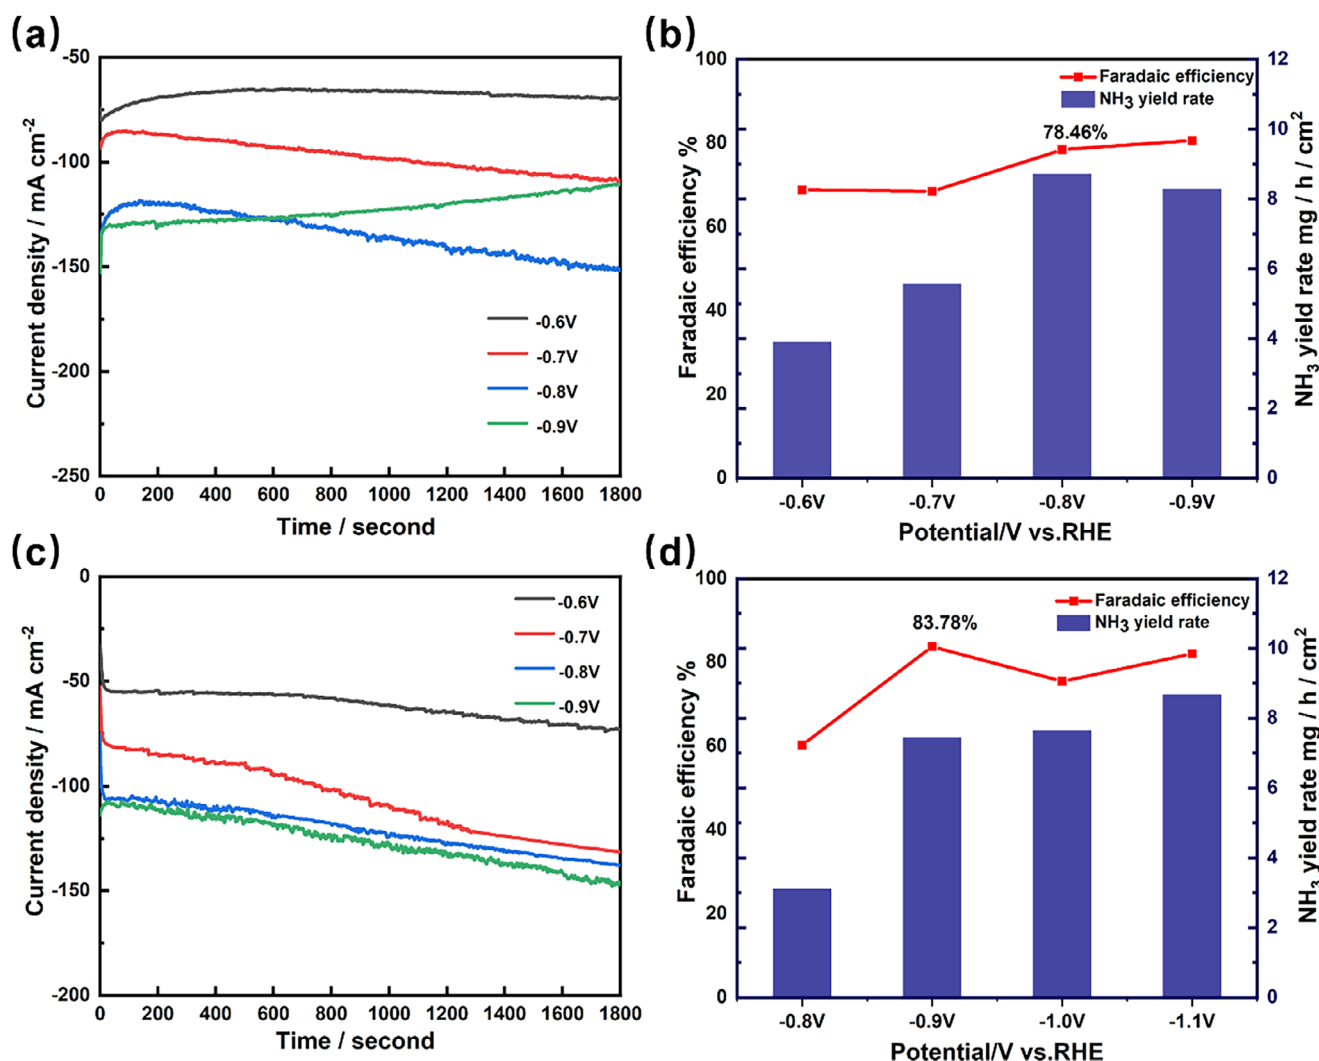 (a)
-50
-100
-150
-200
-250
Current density / mA cm-2
-0.6V
-0.7V
-0.8V
-0.9V
0 200 400 600 800 1000 1200 1400 1600 1800
Time / second
(b)
100
80
60
40
20
0
Faradaic efficiency %
Faradaic efficiency
NH3 yield rate
78.46%
12
10
8
6
4
2
0
NH3 yield rate mg / h / cm2
-0.6V -0.7V -0.8V -0.9V
Potential/V vs.RHE
(c)
0
-50
-100
-150
-200
Current density / mA cm-2
-0.6V
-0.7V
-0.8V
-0.9V
0 200 400 600 800 1000 1200 1400 1600 1800
Time / second
(d)
100
80
60
40
20
0
Faradaic efficiency %
Faradaic efficiency
NH3 yield rate
83.78%
12
10
8
6
4
2
0
NH3 yield rate mg / h / cm2
-0.8V -0.9V -1.0V -1.1V
Potential/V vs.RHE